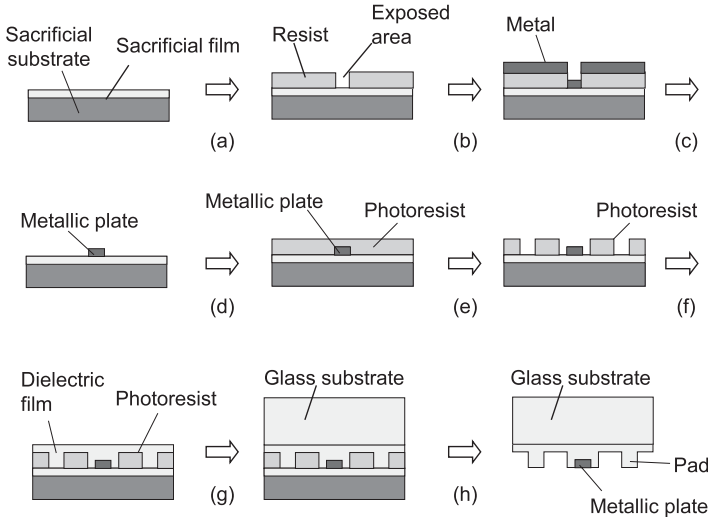 Sacrificial
substrate
Sacrificial film
(a)
Resist
Exposed
area
(b)
Metal
(c)
Metallic plate
(d)
Metallic plate
Photoresist
(e)
Photoresist
(f)
Dielectric
film
Photoresist
(g)
Glass substrate
(h)
Glass substrate
Pad
Metallic plate